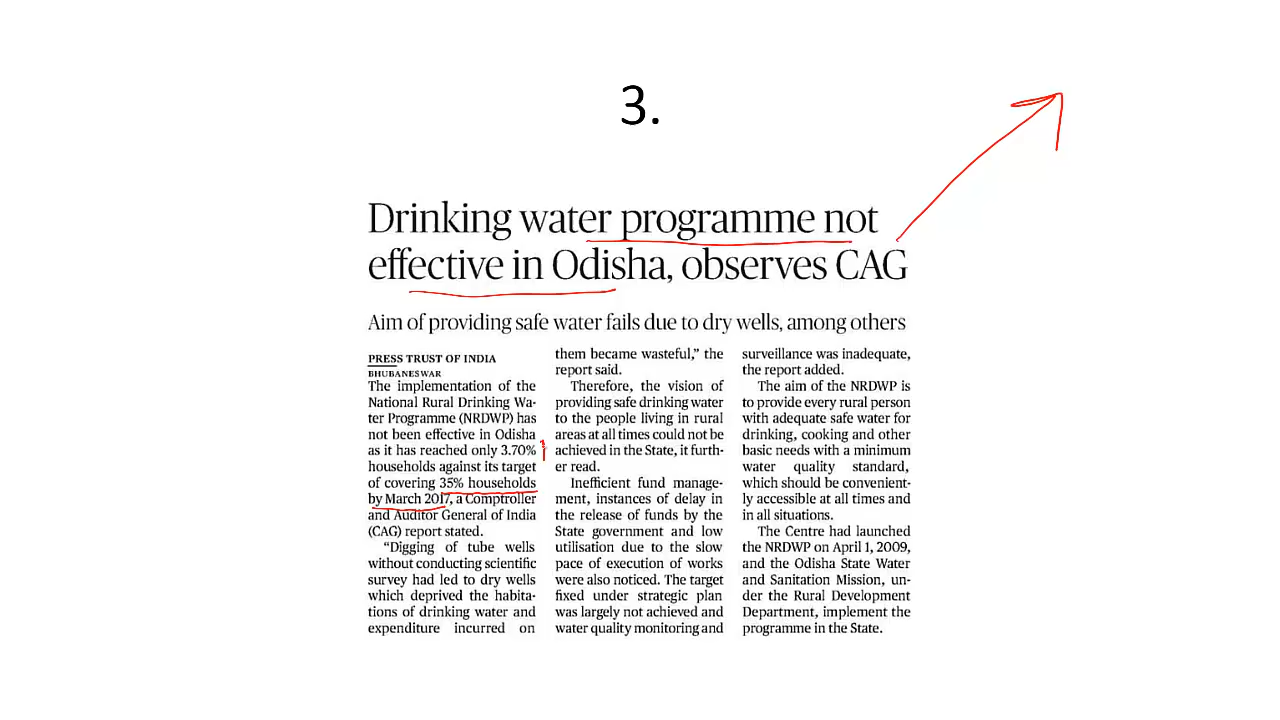 3.
Drinking water programme not
effective in Odisha, observes CAG
Aim of providing safe water fails due to dry wells, among others
PRESS TRUST OF INDIA
BHUBANESWAR
The implementation of the
National Rural Drinking Wa-
ter Programme (NRDWP) has
not been effective in Odisha
as it has reached only 3.70%
households against its target
of covering 35% households
by March 2017, a Comptroller
and Auditor General of India
(CAG) report stated.
“Digging of tube wells
without conducting scientific
survey had led to dry wells
which deprived the habita-
tions of drinking water and
expenditure incurred on
them became wasteful,” the
report said.
Therefore, the vision of
providing safe drinking water
to the people living in rural
areas at all times could not be
achieved in the State, it furth-
er read.
Inefficient fund manage-
ment, instances of delay in
the release of funds by the
State government and low
utilisation due to the slow
pace of execution of works
were also noticed. The target
fixed under strategic plan
was largely not achieved and
water quality monitoring and
surveillance was inadequate,
the report added.
The aim of the NRDWP is
to provide every rural person
with adequate safe water for
drinking, cooking and other
basic needs with a minimum
water quality standard,
which should be convenient-
ly accessible at all times and
in all situations.
The Centre had launched
the NRDWP on April 1, 2009,
and the Odisha State Water
and Sanitation Mission, un-
der the Rural Development
Department, implement the
programme in the State.